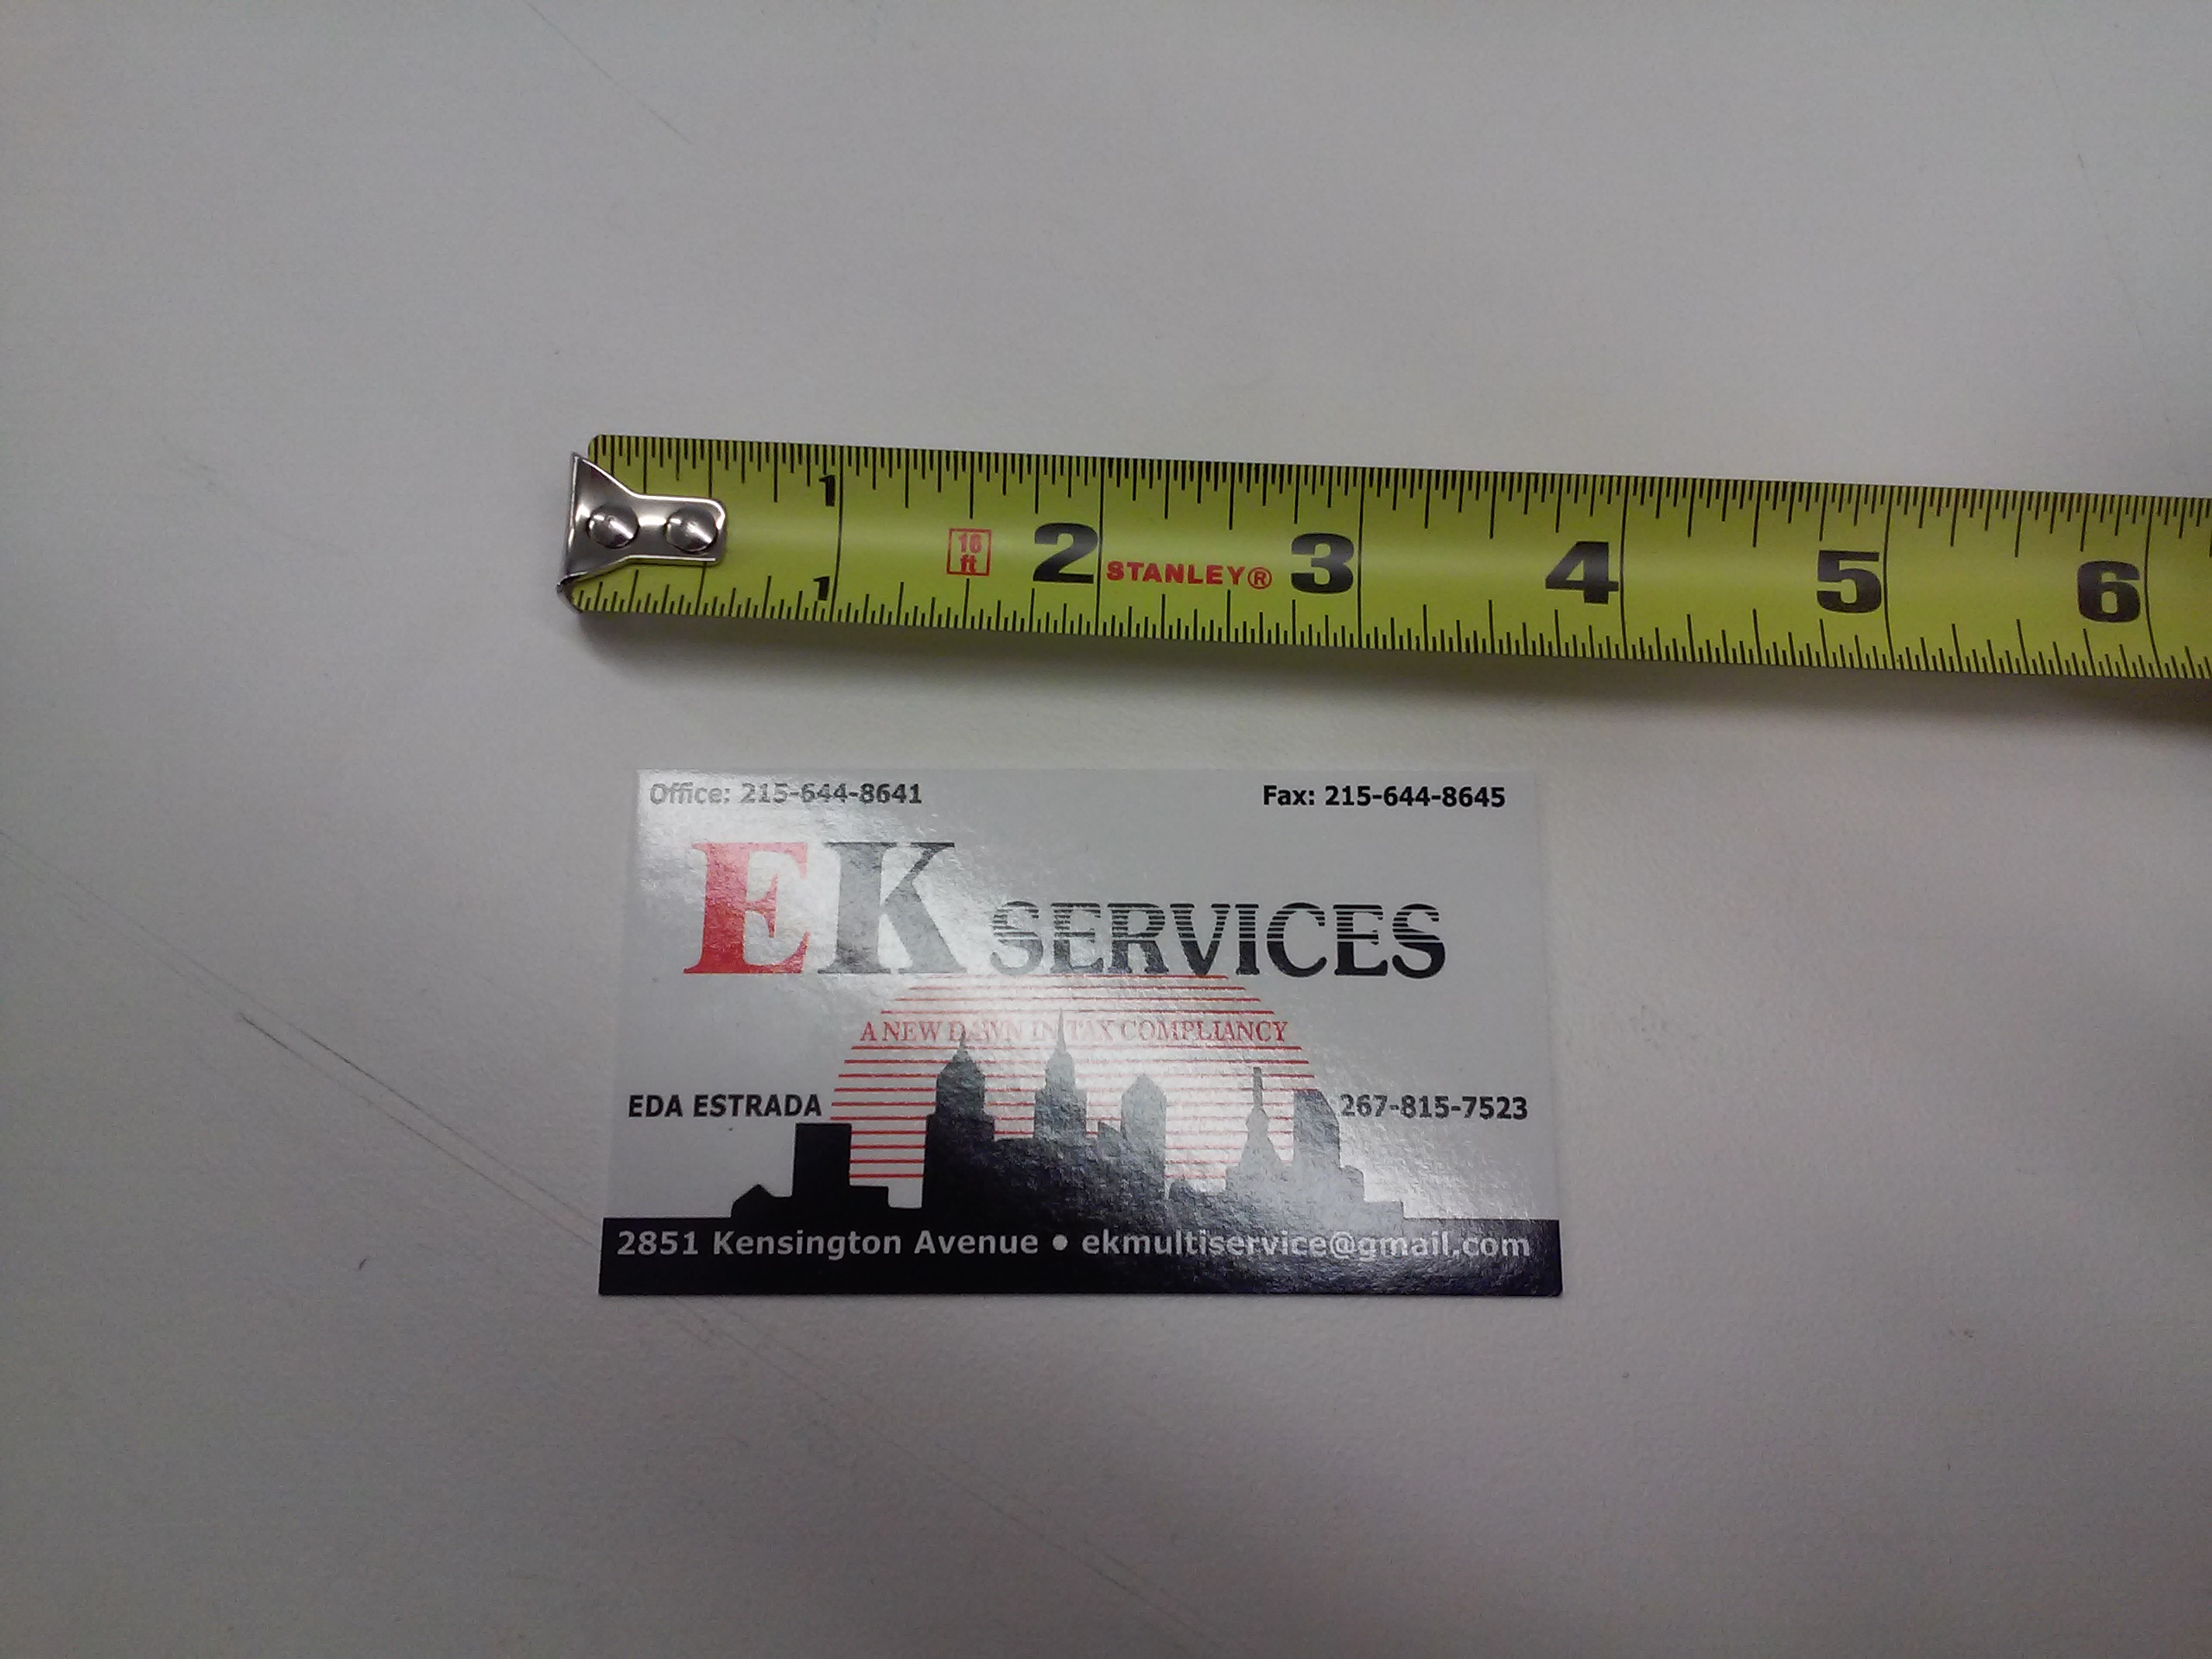 1
16
ft
2 STANLEY® 3 4 5 6
1
Office: 215-644-8641 Fax: 215-644-8645
EK SERVICES
A NEW DAWN IN TAX COMPLIANCY
EDA ESTRADA 267-815-7523
2851 Kensington Avenue • ekmultiservice@gmail.com